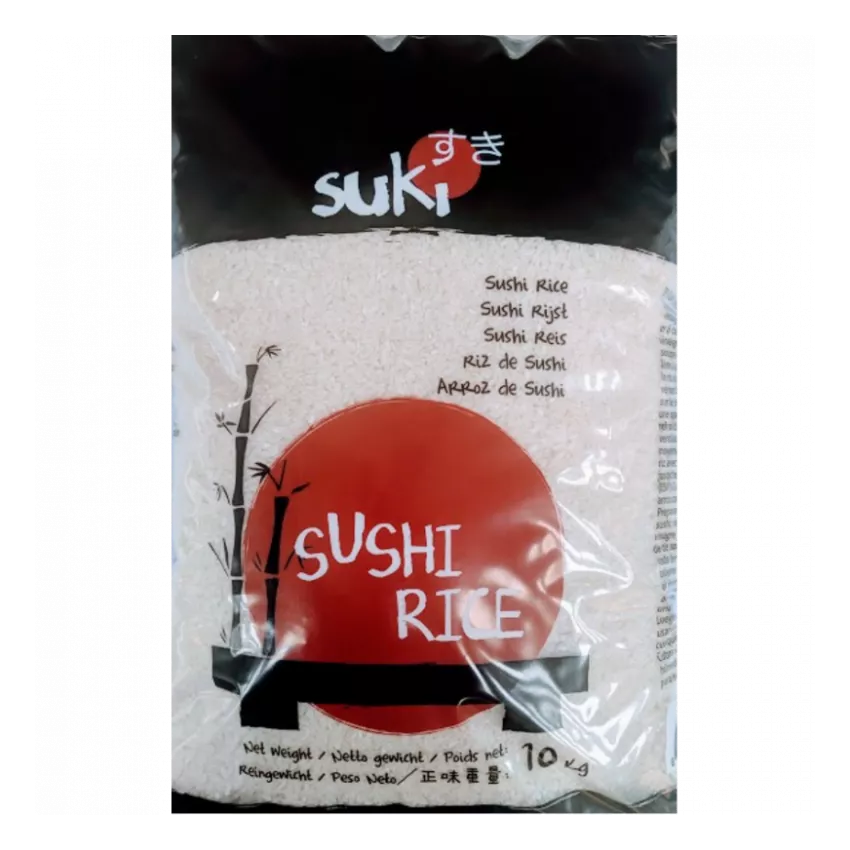 すき
suki
Sushi Rice
Sushi Rijst
Sushi Reis
Riz de Sushi
Arroz de Sushi
SUSHI
RICE
Net Weight / Netto gewicht / Poids net:
Reingewicht / Peso Neto / 正味重量: 10 kg